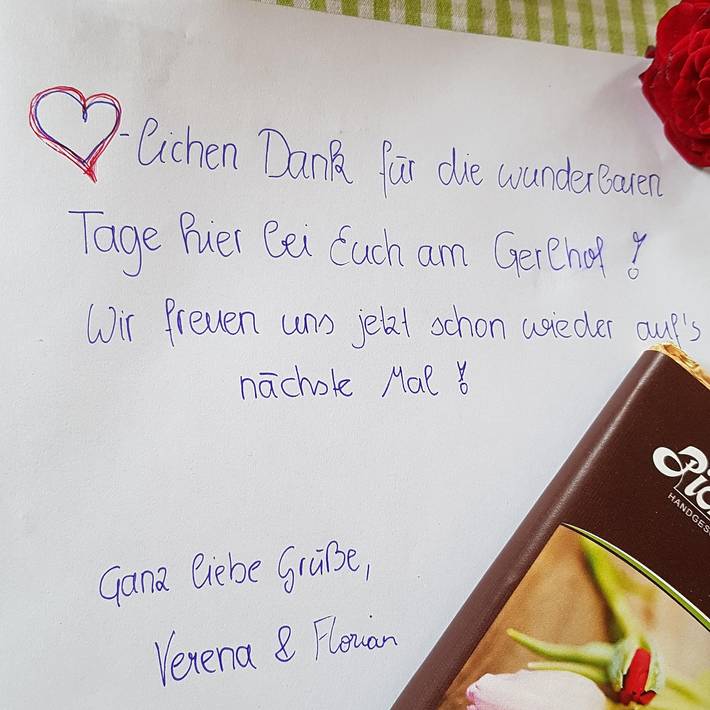 -lichen Dank für die wunderbaren
Tage hier bei Euch am Gerlhof!
Wir freuen uns jetzt schon wieder auf's
nächste Mal!
Ganz liebe Grüße,
Verena & Florian